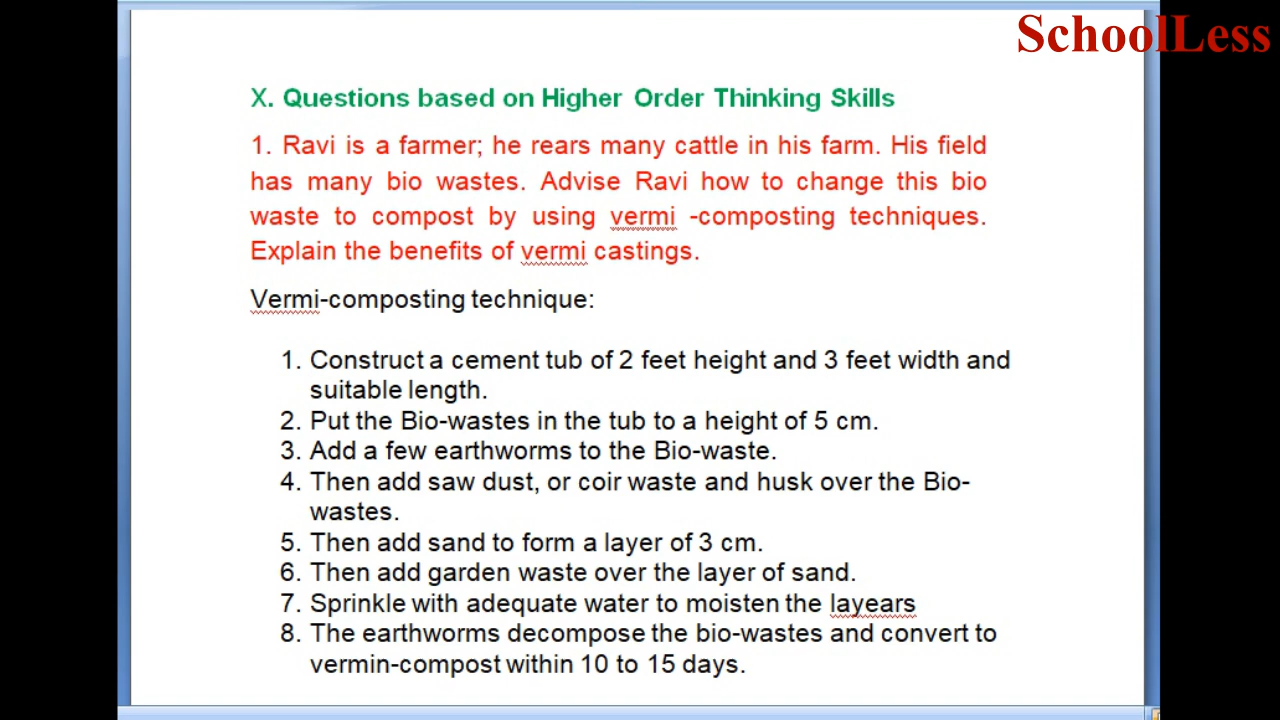 SchoolLess
X. Questions based on Higher Order Thinking Skills
1. Ravi is a farmer; he rears many cattle in his farm. His field
has many bio wastes. Advise Ravi how to change this bio
waste to compost by using vermi -composting techniques.
Explain the benefits of vermi castings.
Vermi-composting technique:
1. Construct a cement tub of 2 feet height and 3 feet width and
suitable length.
2. Put the Bio-wastes in the tub to a height of 5 cm.
3. Add a few earthworms to the Bio-waste.
4. Then add saw dust, or coir waste and husk over the Bio-
wastes.
5. Then add sand to form a layer of 3 cm.
6. Then add garden waste over the layer of sand.
7. Sprinkle with adequate water to moisten the layears
8. The earthworms decompose the bio-wastes and convert to
vermin-compost within 10 to 15 days.